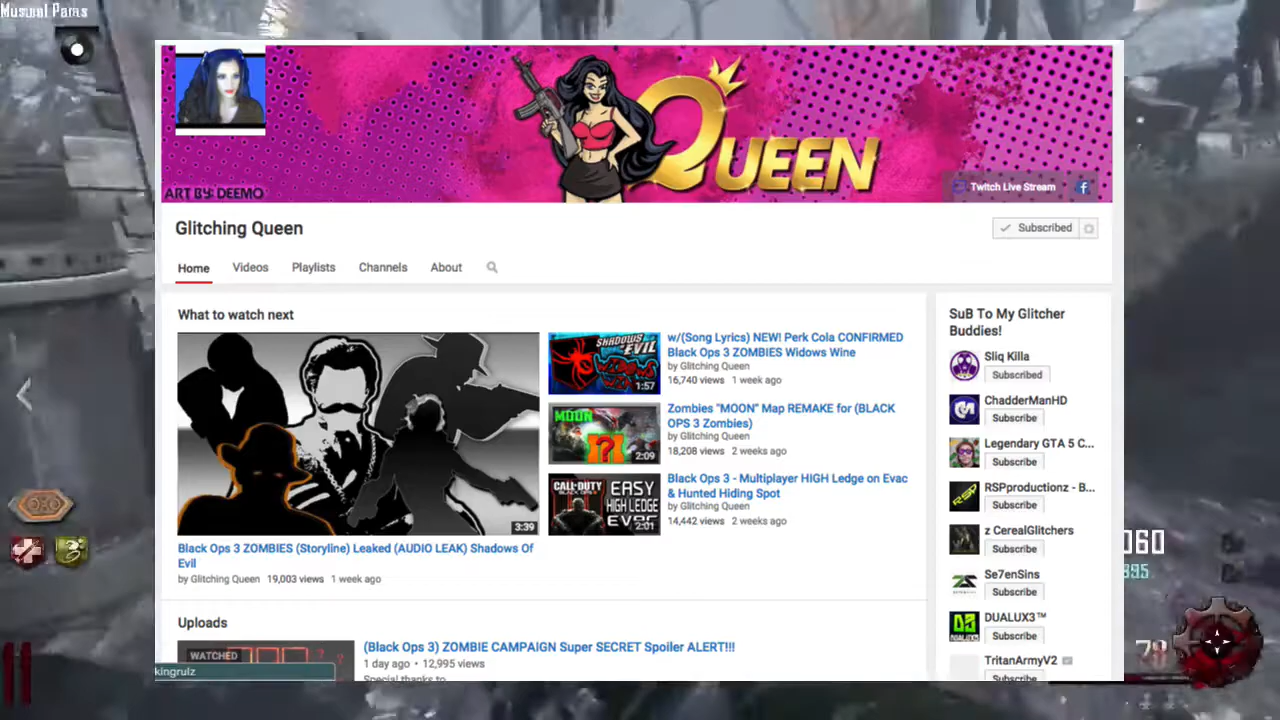 QUEEN
ART BY: DEEMO
Twitch Live Stream
Glitching Queen
Subscribed
Home
Videos
Playlists
Channels
About
What to watch next
3:39
Black Ops 3 ZOMBIES (Storyline) Leaked (AUDIO LEAK) Shadows Of
Evil
by Glitching Queen 19,003 views 1 week ago
SHADOWS
EVIL
WIDOWS
1:57
w/(Song Lyrics) NEW! Perk Cola CONFIRMED
Black Ops 3 ZOMBIES Widows Wine
by Glitching Queen
16,740 views 1 week ago
MOON
?
2:09
Zombies "MOON" Map REMAKE for (BLACK
OPS 3 Zombies)
by Glitching Queen
18,208 views 2 weeks ago
CALL·DUTY
EASY
HIGH LEDGE
2:01
Black Ops 3 - Multiplayer HIGH Ledge on Evac
& Hunted Hiding Spot
by Glitching Queen
14,442 views 2 weeks ago
Uploads
WATCHED
(Black Ops 3) ZOMBIE CAMPAIGN Super SECRET Spoiler ALERT!!!
1 day ago • 12,995 views
Special thanks to
SuB To My Glitcher
Buddies!
Sliq Killa
Subscribed
ChadderManHD
Subscribe
Legendary GTA 5 C...
Subscribe
RSPproductionz - B...
Subscribe
z CerealGlitchers
Subscribe
Se7enSins
Subscribe
DUALUX3™
Subscribe
TritanArmyV2
Subscribe
kingrulz
060